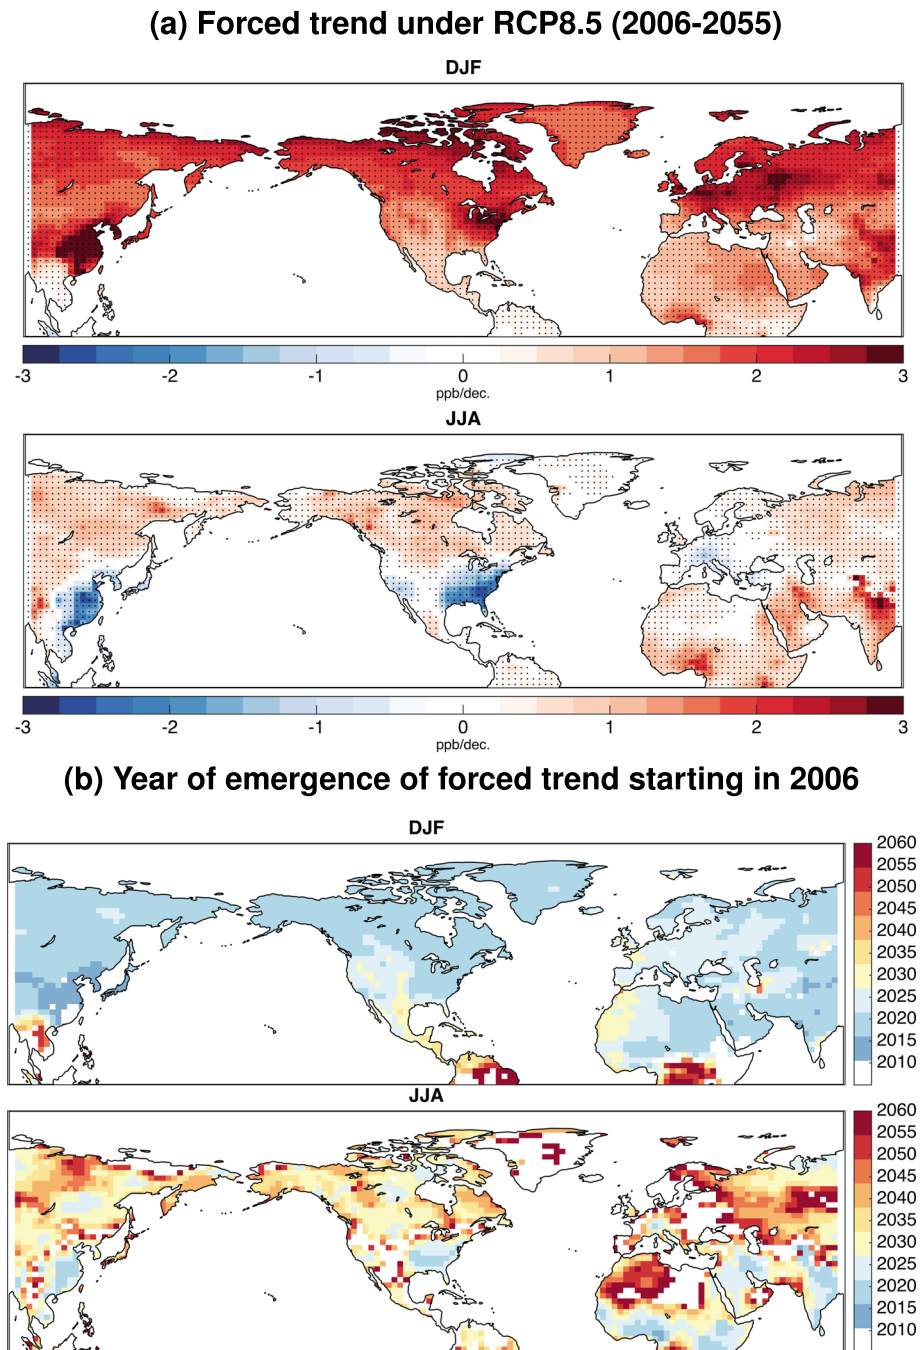 (a) Forced trend under RCP8.5 (2006-2055)
DJF
-3 -2 -1 0 1 2 3
ppb/dec.
JJA
-3 -2 -1 0 1 2 3
ppb/dec.
(b) Year of emergence of forced trend starting in 2006
DJF
2060
2055
2050
2045
2040
2035
2030
2025
2020
2015
2010
JJA
2060
2055
2050
2045
2040
2035
2030
2025
2020
2015
2010